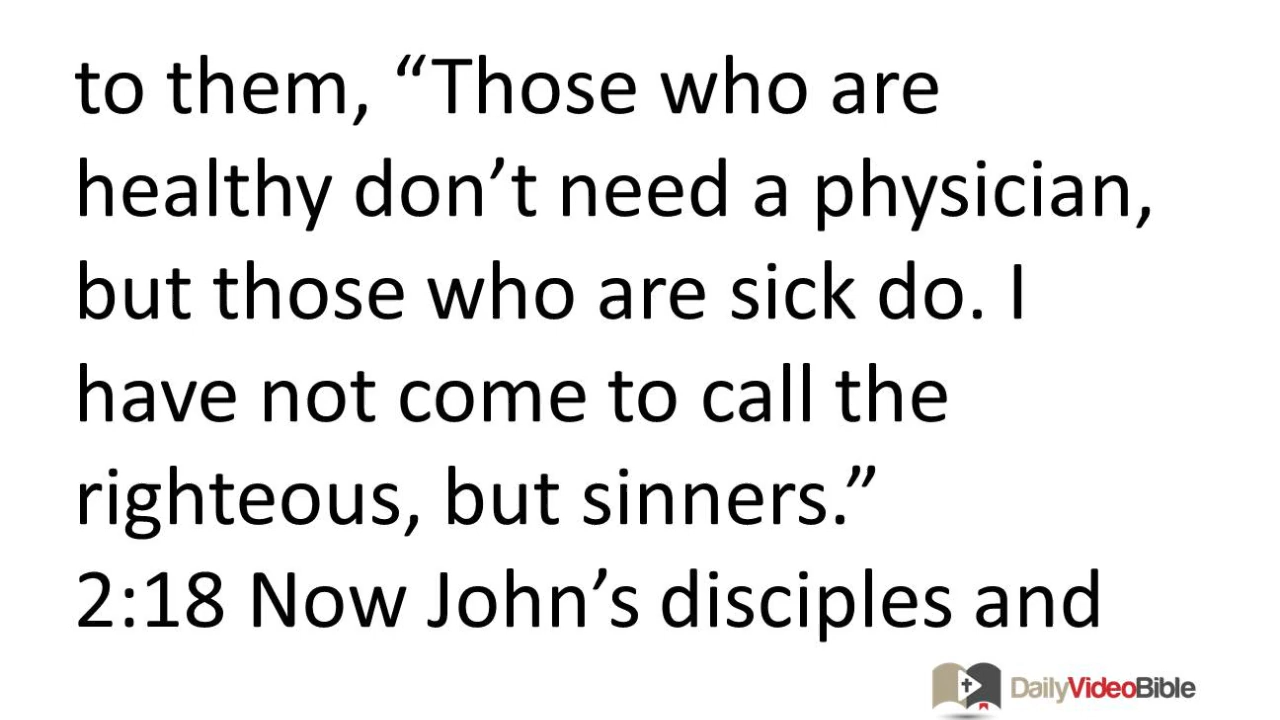 to them, “Those who are
healthy don’t need a physician,
but those who are sick do. I
have not come to call the
righteous, but sinners.”
2:18 Now John’s disciples and
DailyVideoBible